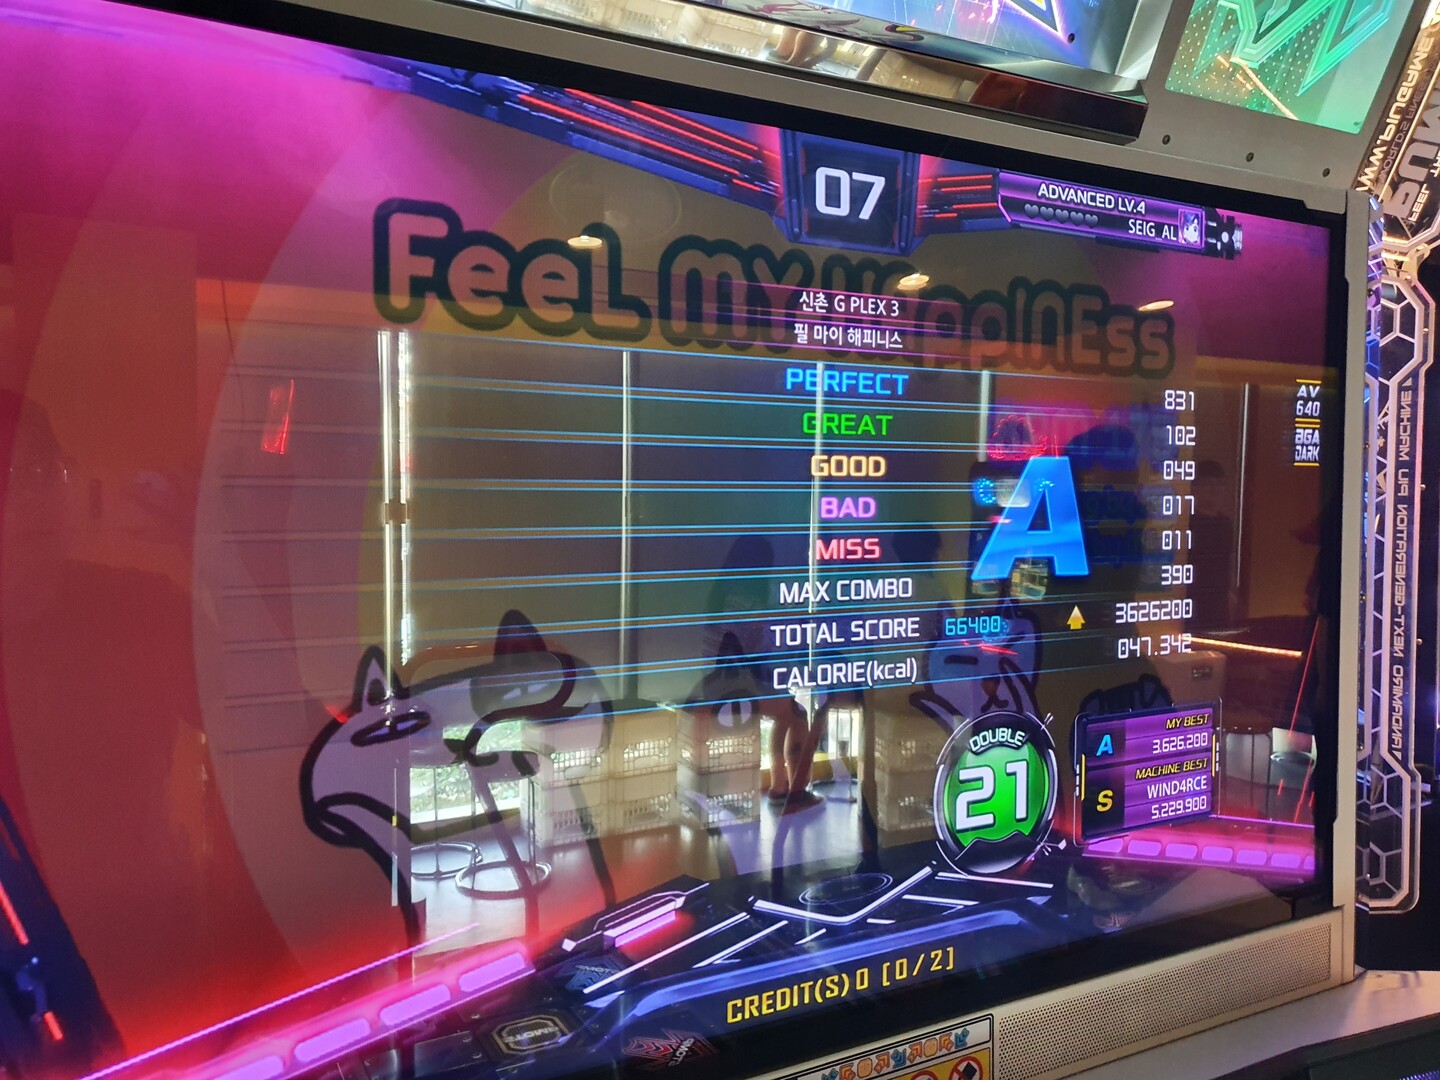 07
ADVANCED LV.4
SEIG_AL
FeeL MY HappINEss
신촌 G PLEX 3
필 마이 해피니스
PERFECT 831
GREAT 102
GOOD 049
BAD 017
MISS 011
MAX COMBO 390
TOTAL SCORE 66400 3626200
CALORIE(kcal) 047.342
A
AV
640
BGA
DARK
DOUBLE
21
MY BEST
A 3.626.200
MACHINE BEST
S WIND4RCE
5.229.900
CREDIT(S) 0 [0/2]